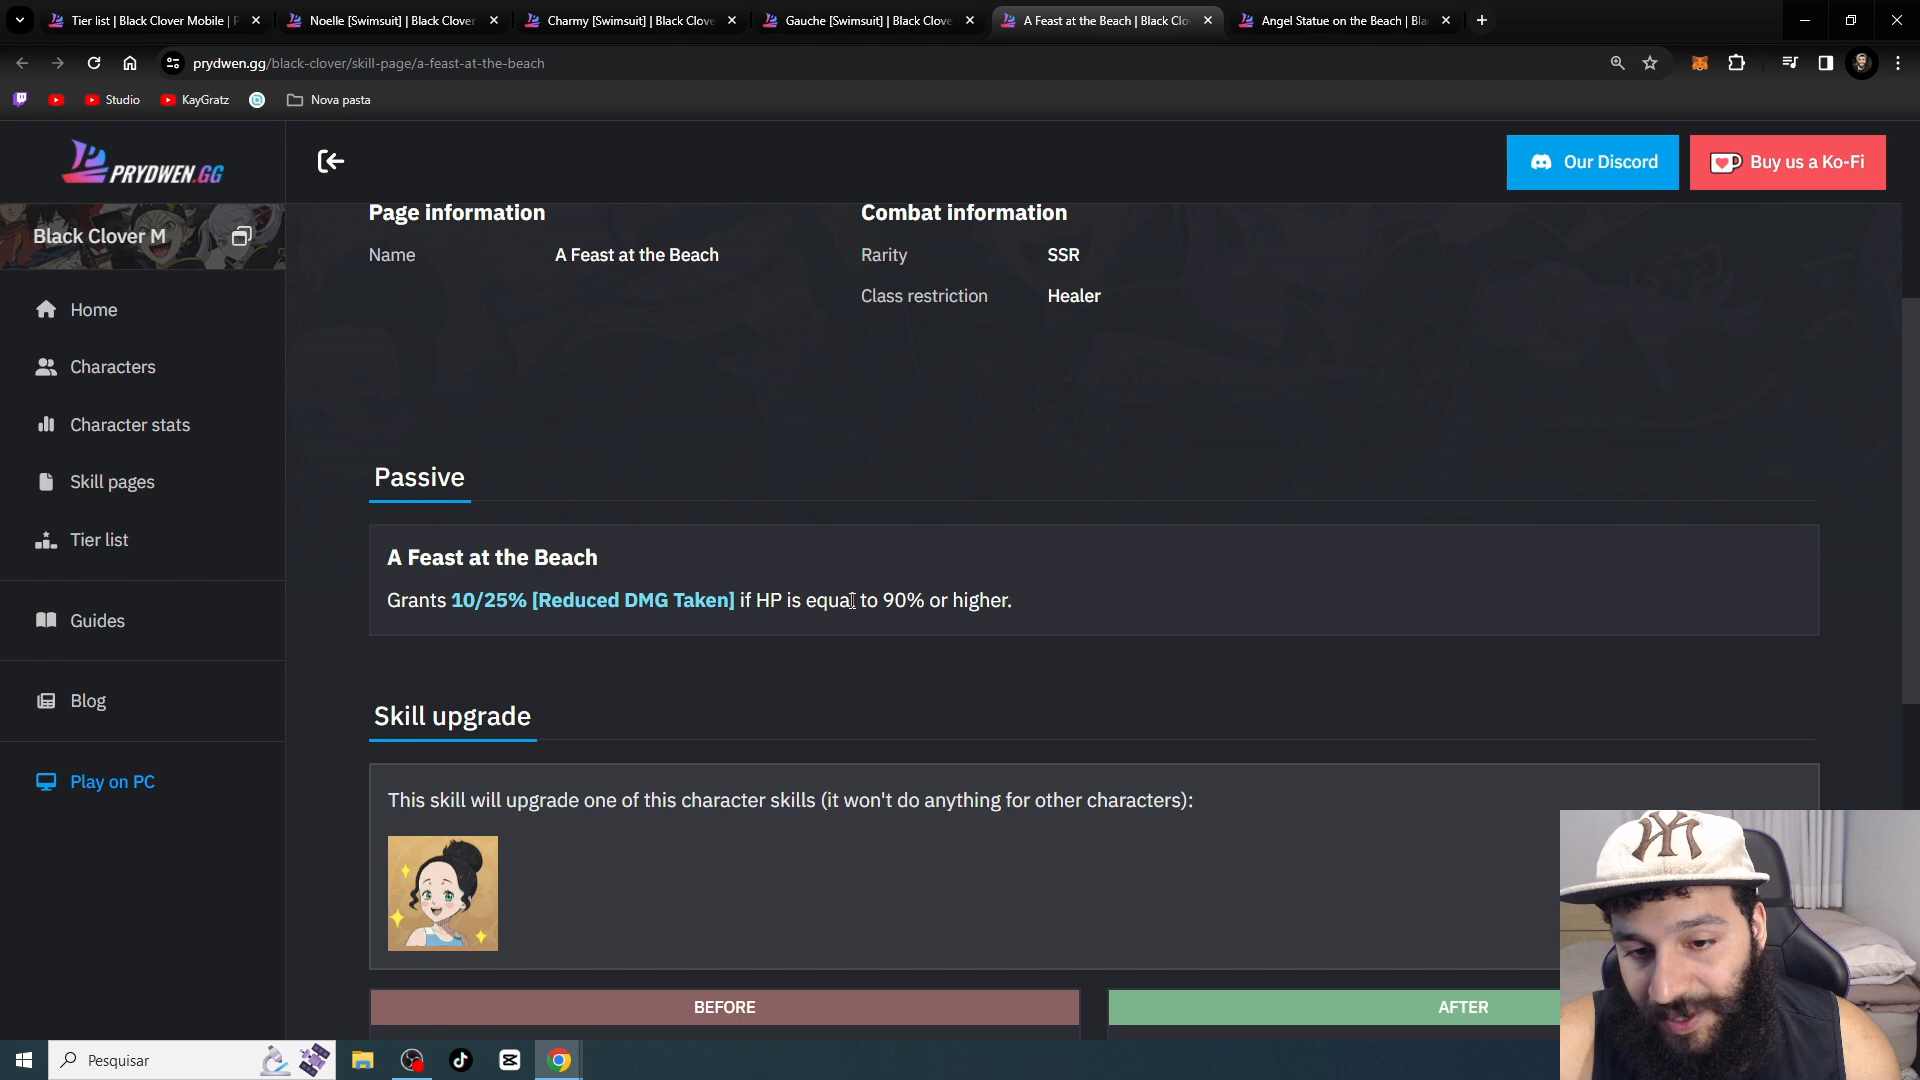 Tier list | Black Clover Mobile | P
Noelle [Swimsuit] | Black Clover
Charmy [Swimsuit] | Black Clove
Gauche [Swimsuit] | Black Clove
A Feast at the Beach | Black Clo
Angel Statue on the Beach | Bla
prydwen.gg/black-clover/skill-page/a-feast-at-the-beach
Studio
KayGratz
Nova pasta
PRYDWEN.GG
Our Discord
Buy us a Ko-Fi
Black Clover M
Home
Characters
Character stats
Skill pages
Tier list
Guides
Blog
Play on PC
Page information
Name A Feast at the Beach
Combat information
Rarity SSR
Class restriction Healer
Passive
A Feast at the Beach
Grants 10/25% [Reduced DMG Taken] if HP is equal to 90% or higher.
Skill upgrade
This skill will upgrade one of this character skills (it won't do anything for other characters):
BEFORE
AFTER
Pesquisar